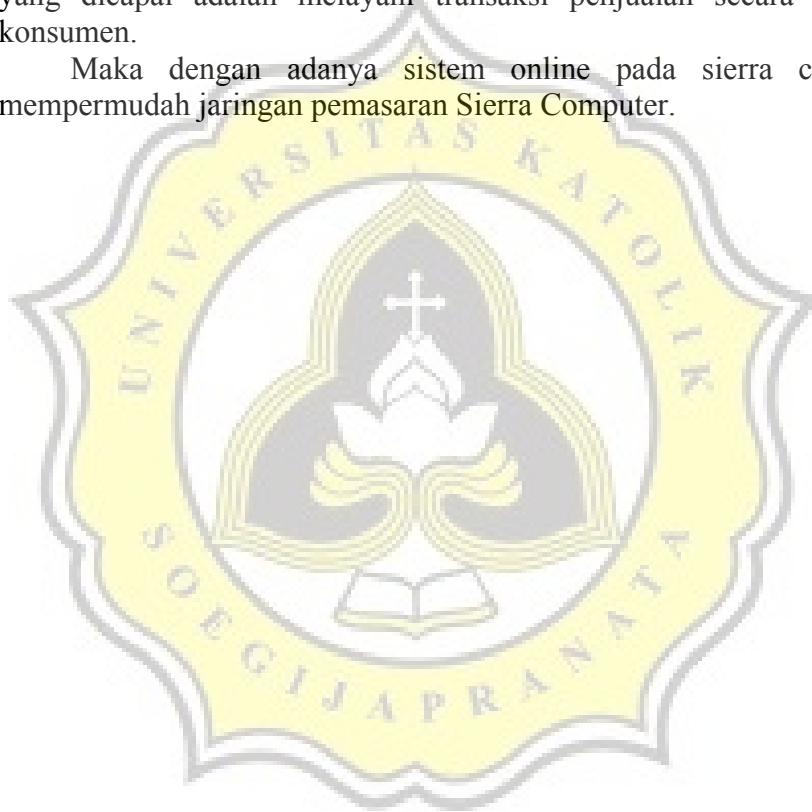 yang dicapai adalah melayani transaksi penjualan secara
konsumen.
Maka dengan adanya sistem online pada sierra c
mempermudah jaringan pemasaran Sierra Computer.
UNIVERSITAS KATOLIK
SOEGIJAPRANATA